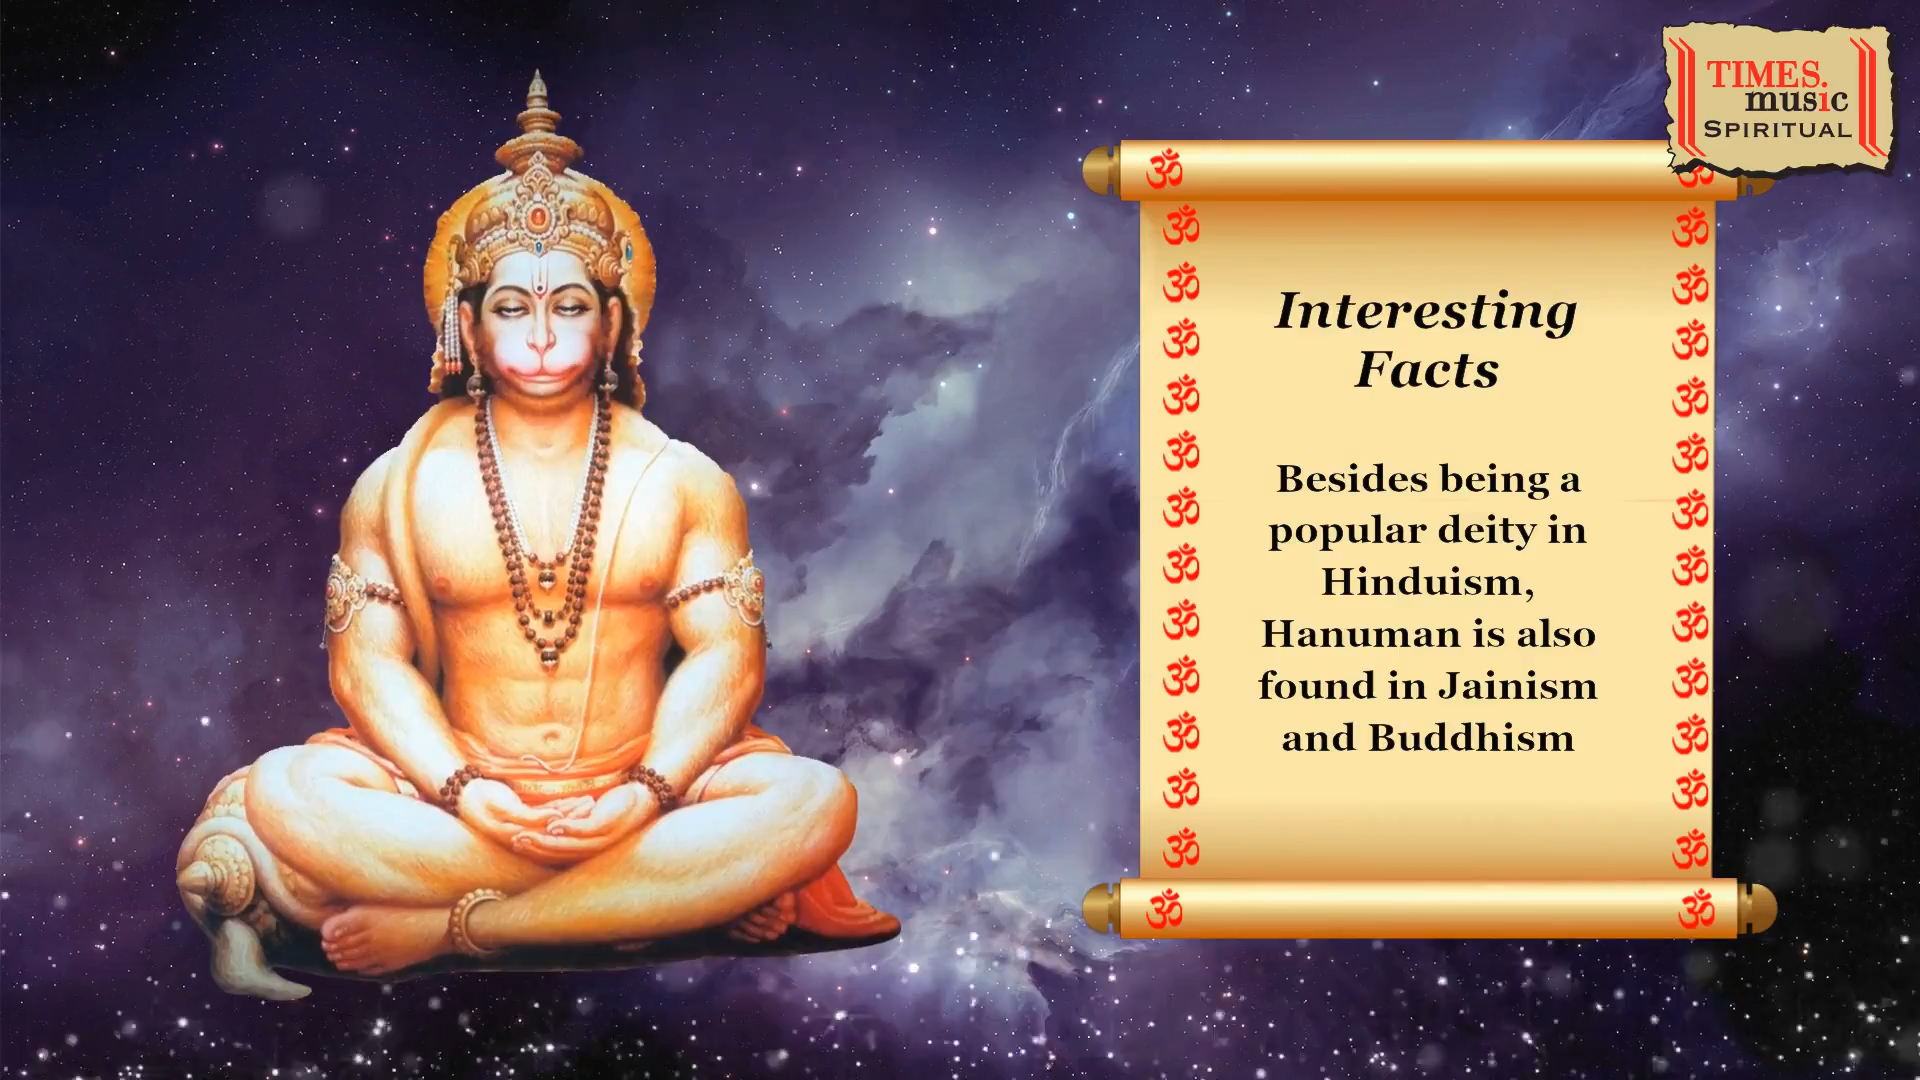 TIMES.
music
SPIRITUAL
ॐ ॐ
ॐ ॐ
ॐ ॐ
ॐ ॐ
ॐ ॐ
ॐ ॐ
ॐ ॐ
ॐ ॐ
ॐ ॐ
ॐ ॐ
ॐ ॐ
ॐ ॐ
ॐ ॐ
ॐ ॐ
Interesting
Facts
Besides being a
popular deity in
Hinduism,
Hanuman is also
found in Jainism
and Buddhism